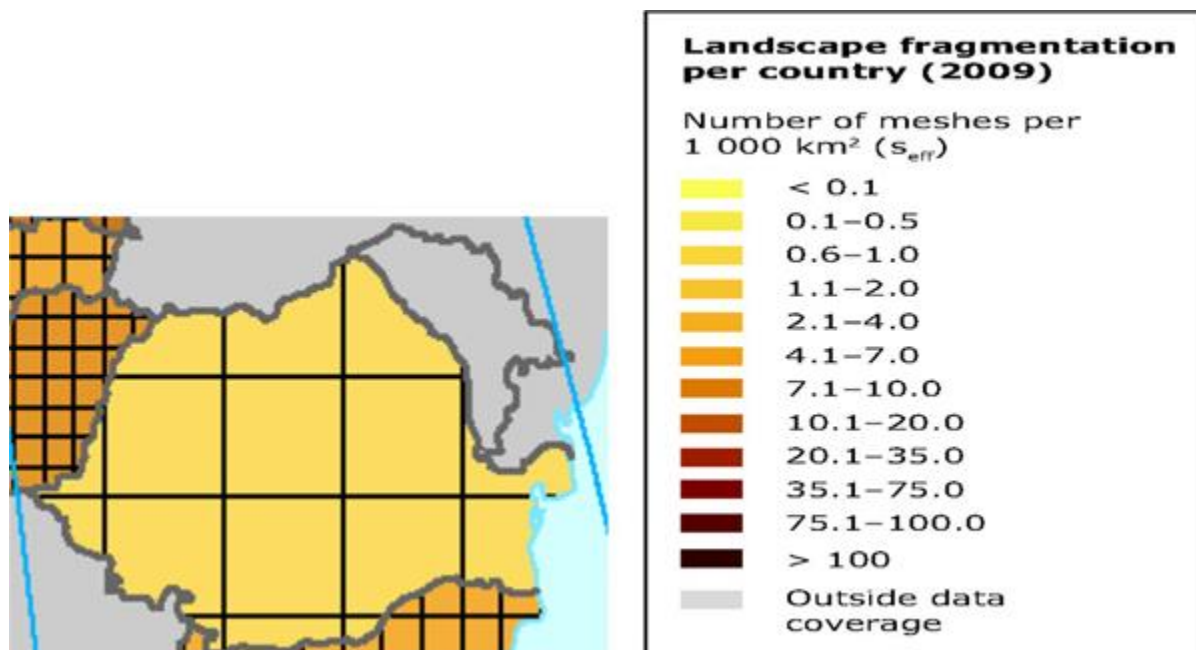 Landscape fragmentation
per country (2009)
Number of meshes per
1 000 km² (s_eff)
< 0.1
0.1–0.5
0.6–1.0
1.1–2.0
2.1–4.0
4.1–7.0
7.1–10.0
10.1–20.0
20.1–35.0
35.1–75.0
75.1–100.0
> 100
Outside data
coverage